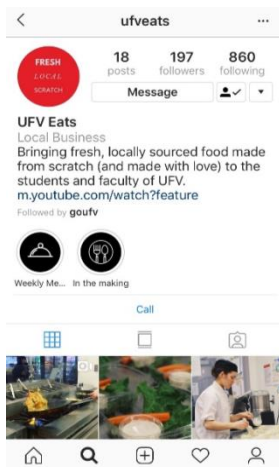 ufveats
FRESH
LOCAL
SCRATCH
18 197 860
posts followers following
Message
UFV Eats
Local Business
Bringing fresh, locally sourced food made
from scratch (and made with love) to the
students and faculty of UFV.
m.youtube.com/watch?feature
Followed by goufv
Weekly Me... In the making
Call